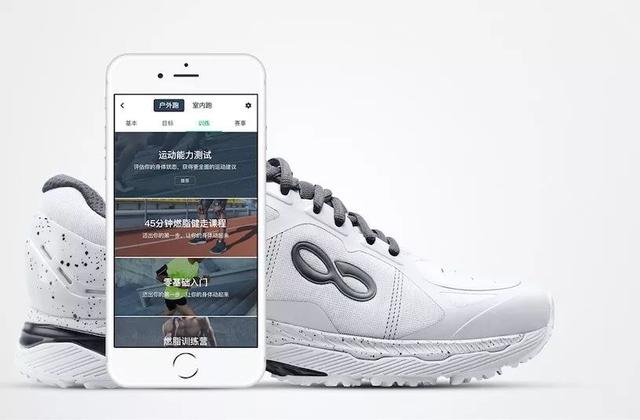 户外跑 室内跑
基本 目标 训练 赛事
运动能力测试
评估你的身体状态、获得更全面的运动建议
45分钟燃脂健走课程
迈出你的第一步，让你的身体动起来
零基础入门
迈出你的第一步，让你的身体动起来
燃脂训练营